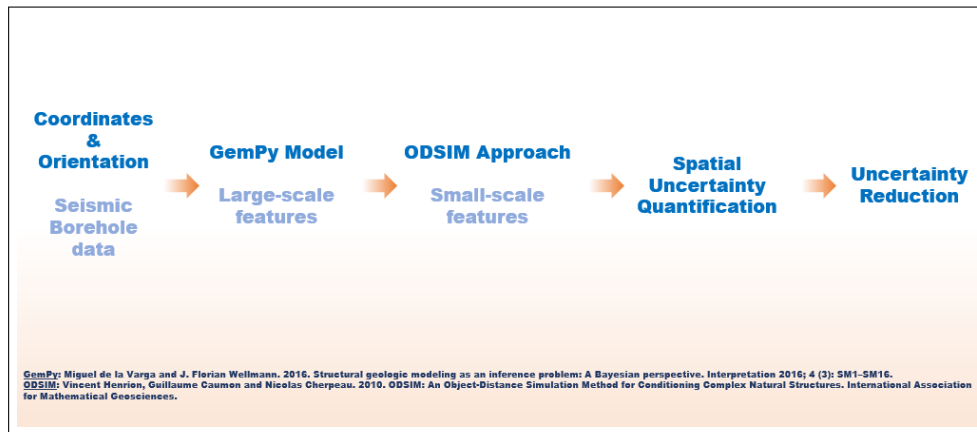 Coordinates
&
Orientation
Seismic
Borehole
data
GemPy Model
Large-scale
features
ODSIM Approach
Small-scale
features
Spatial
Uncertainty
Quantification
Uncertainty
Reduction
GemPy: Miguel de la Varga and J. Florian Wellmann. 2016. Structural geologic modeling as an inference problem: A Bayesian perspective. Interpretation 2016; 4 (3): SM1–SM16.
ODSIM: Vincent Henrion, Guillaume Caumon and Nicolas Cherpeau. 2010. ODSIM: An Object-Distance Simulation Method for Conditioning Complex Natural Structures. International Association
for Mathematical Geosciences.